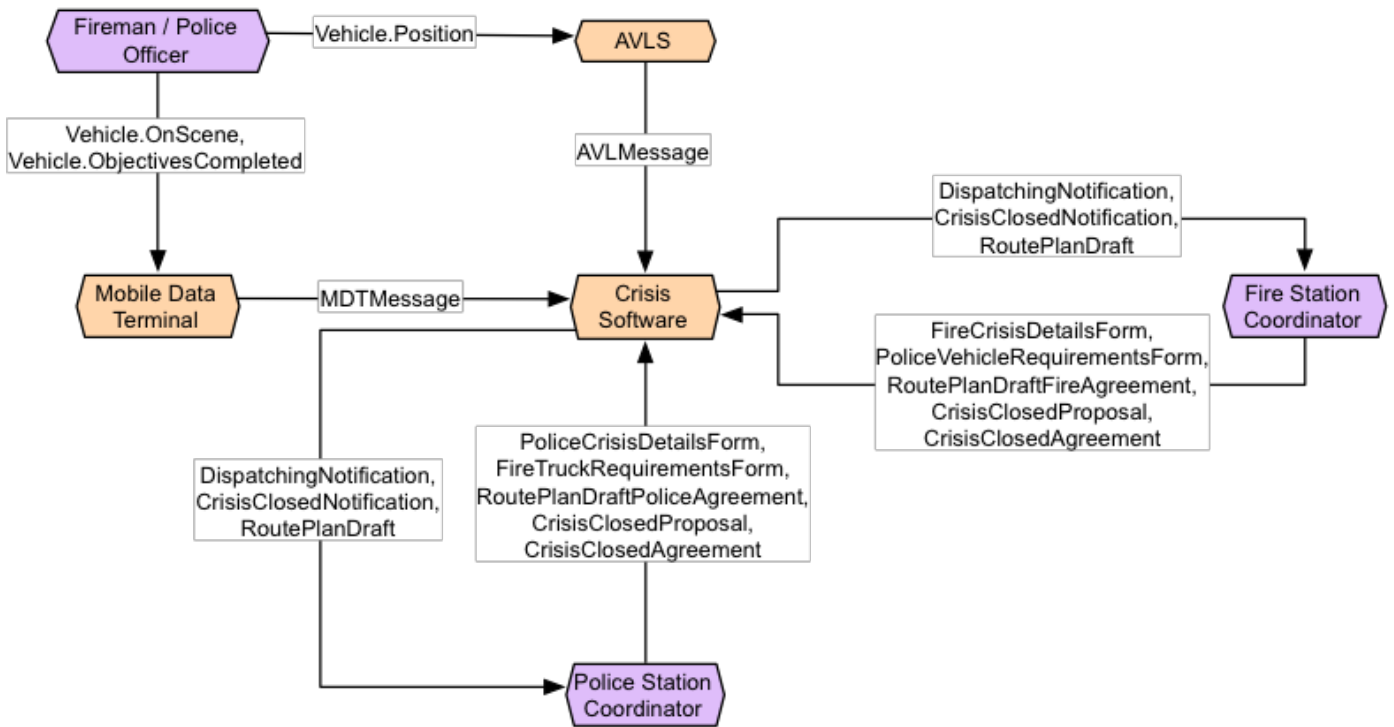 Fireman / Police
Officer
Vehicle.Position
AVLS
Vehicle.OnScene,
Vehicle.ObjectivesCompleted
AVLMessage
DispatchingNotification,
CrisisClosedNotification,
RoutePlanDraft
Mobile Data
Terminal
MDTMessage
Crisis
Software
Fire Station
Coordinator
FireCrisisDetailsForm,
PoliceVehicleRequirementsForm,
RoutePlanDraftFireAgreement,
CrisisClosedProposal,
CrisisClosedAgreement
DispatchingNotification,
CrisisClosedNotification,
RoutePlanDraft
PoliceCrisisDetailsForm,
FireTruckRequirementsForm,
RoutePlanDraftPoliceAgreement,
CrisisClosedProposal,
CrisisClosedAgreement
Police Station
Coordinator